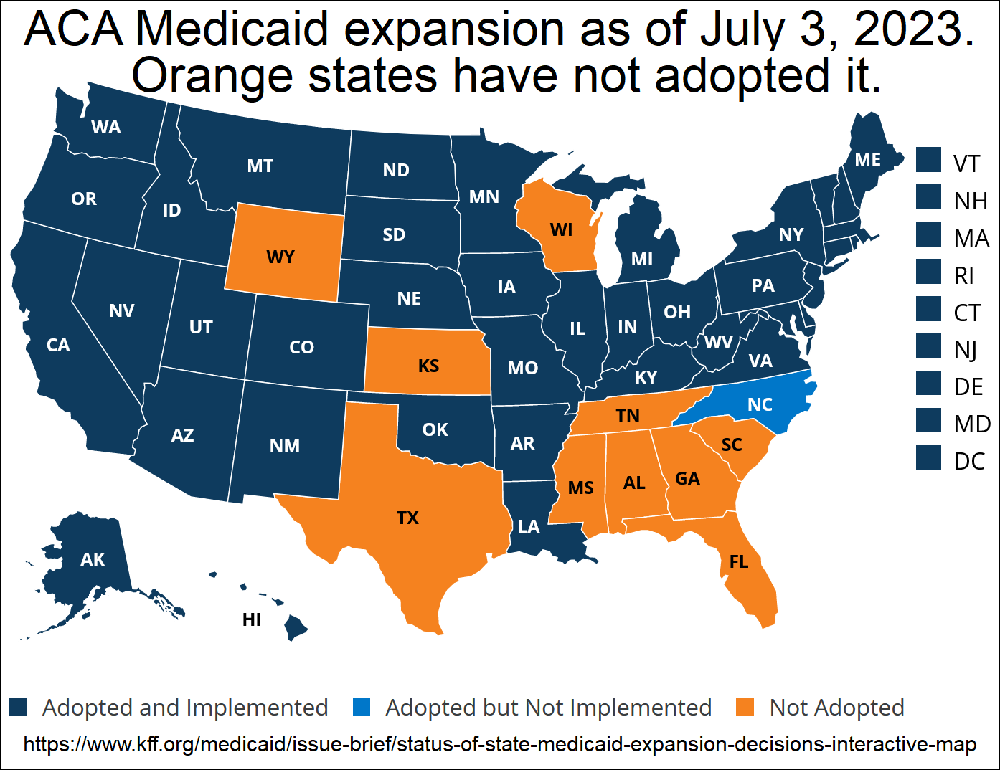 ACA Medicaid expansion as of July 3, 2023.
Orange states have not adopted it.
WA
MT
ND
MN
ME
VT
OR
ID
SD
WI
NY
NH
WY
MI
MA
NV
NE
IA
PA
RI
CA
UT
CO
IL
IN
OH
WV
CT
KS
MO
KY
VA
NJ
AZ
NM
OK
AR
TN
NC
DE
TX
LA
MS
AL
GA
SC
MD
AK
HI
FL
DC
Adopted and Implemented
Adopted but Not Implemented
Not Adopted
https://www.kff.org/medicaid/issue-brief/status-of-state-medicaid-expansion-decisions-interactive-map